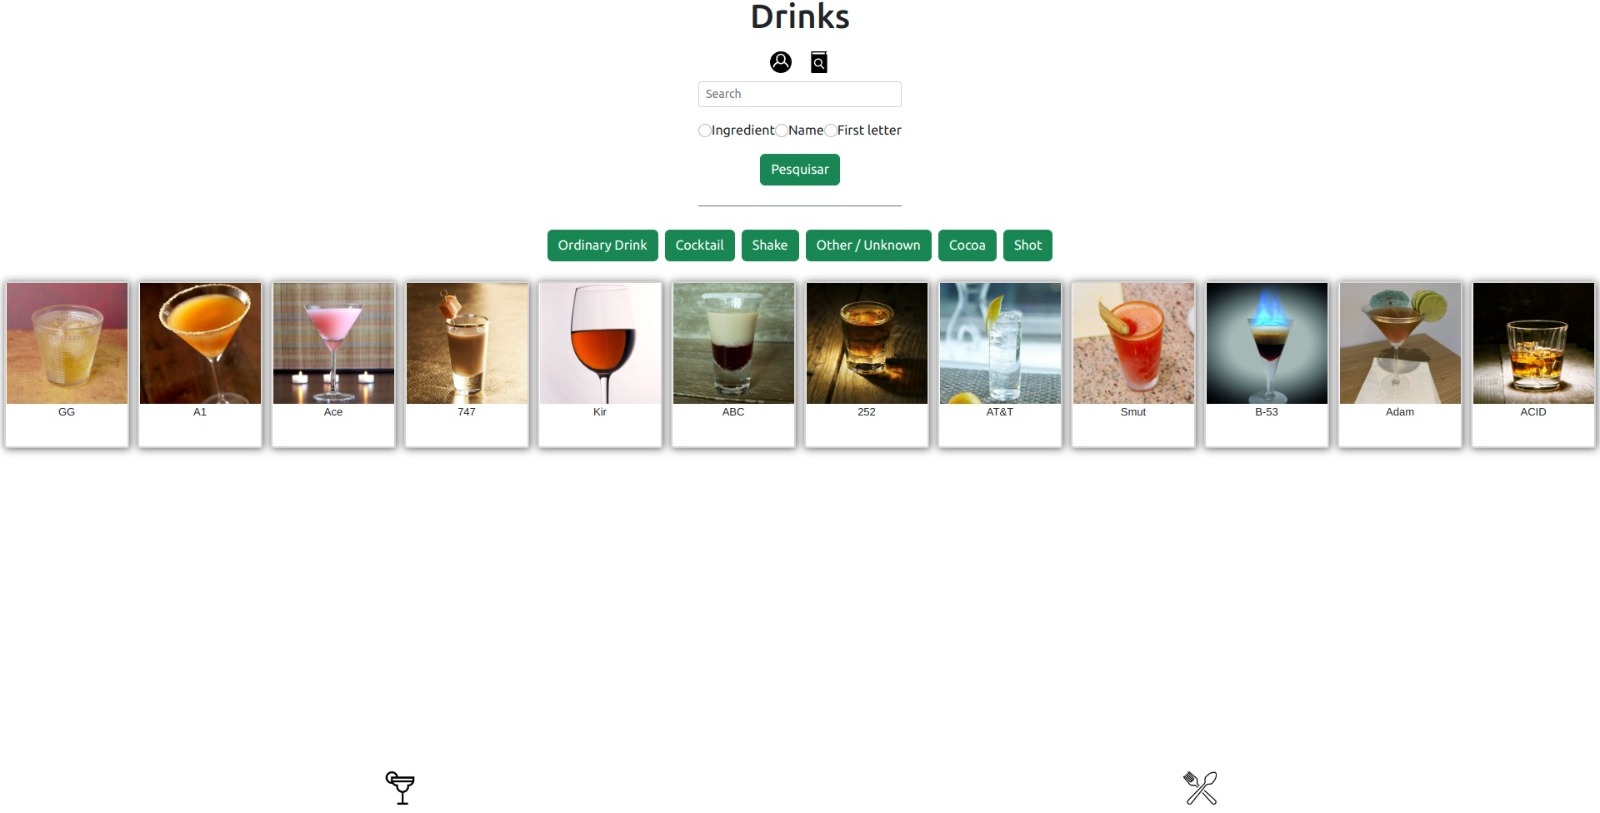 Drinks
Search
Ingredient Name First letter
Pesquisar
Ordinary Drink Cocktail Shake Other / Unknown Cocoa Shot
GG A1 Ace 747 Kir ABC 252 AT&T Smut B-53 Adam ACID